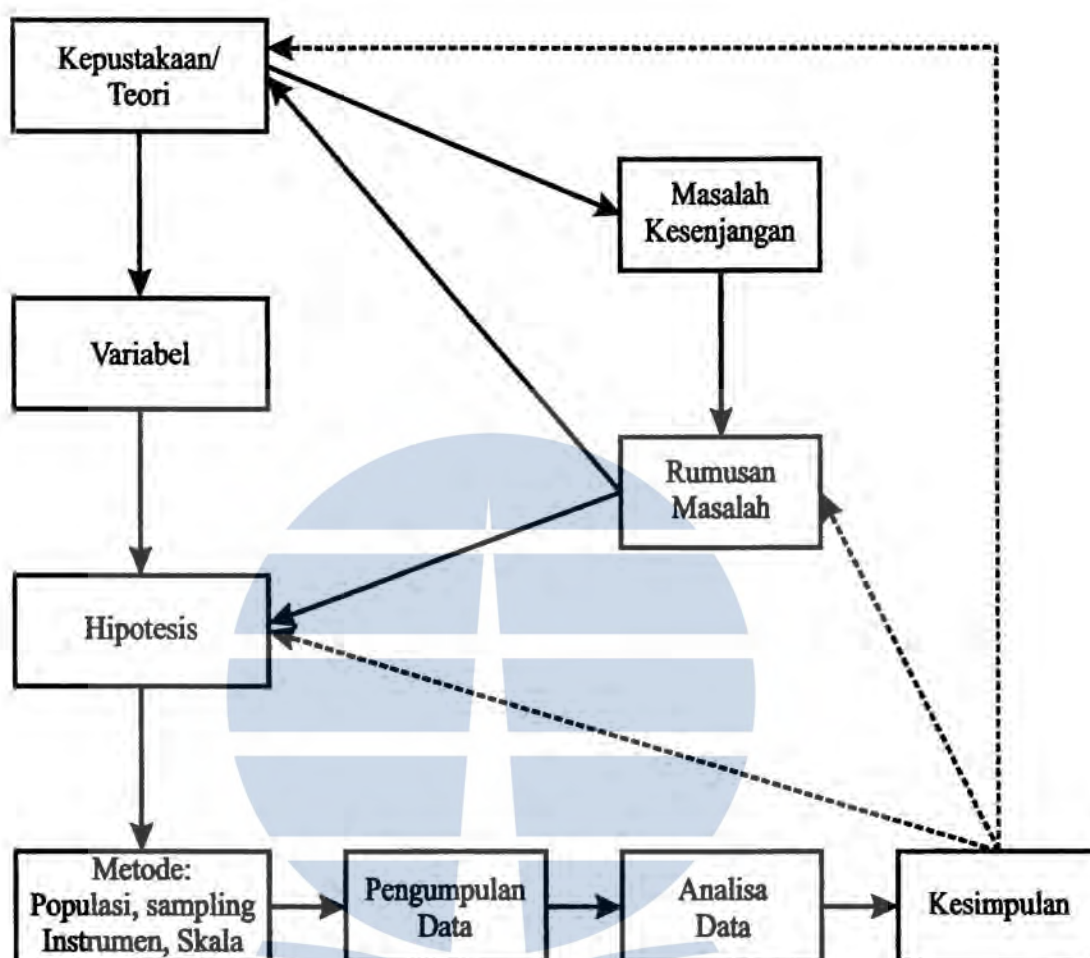 Kepustakaan/
Teori
Masalah
Kesenjangan
Variabel
Rumusan
Masalah
Hipotesis
Metode:
Populasi, sampling
Instrumen, Skala
Pengumpulan
Data
Analisa
Data
Kesimpulan